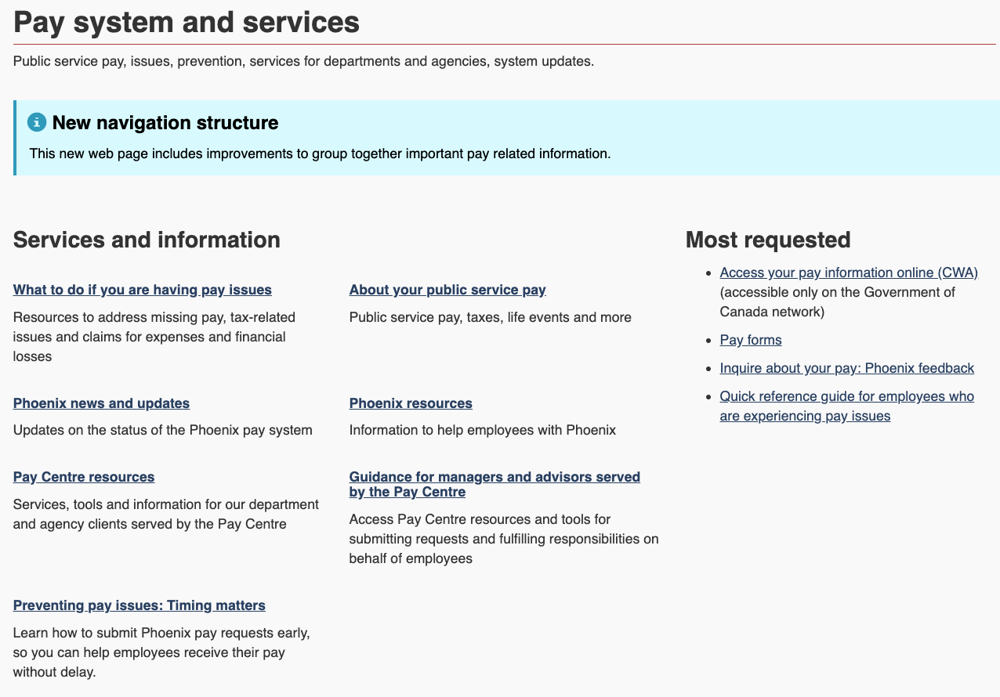 Pay system and services
Public service pay, issues, prevention, services for departments and agencies, system updates.
New navigation structure
This new web page includes improvements to group together important pay related information.
Services and information
What to do if you are having pay issues
Resources to address missing pay, tax-related
issues and claims for expenses and financial
losses
About your public service pay
Public service pay, taxes, life events and more
Phoenix news and updates
Updates on the status of the Phoenix pay system
Phoenix resources
Information to help employees with Phoenix
Pay Centre resources
Services, tools and information for our department
and agency clients served by the Pay Centre
Guidance for managers and advisors served
by the Pay Centre
Access Pay Centre resources and tools for
submitting requests and fulfilling responsibilities on
behalf of employees
Preventing pay issues: Timing matters
Learn how to submit Phoenix pay requests early,
so you can help employees receive their pay
without delay.
Most requested
Access your pay information online (CWA)
(accessible only on the Government of
Canada network)
Pay forms
Inquire about your pay: Phoenix feedback
Quick reference guide for employees who
are experiencing pay issues